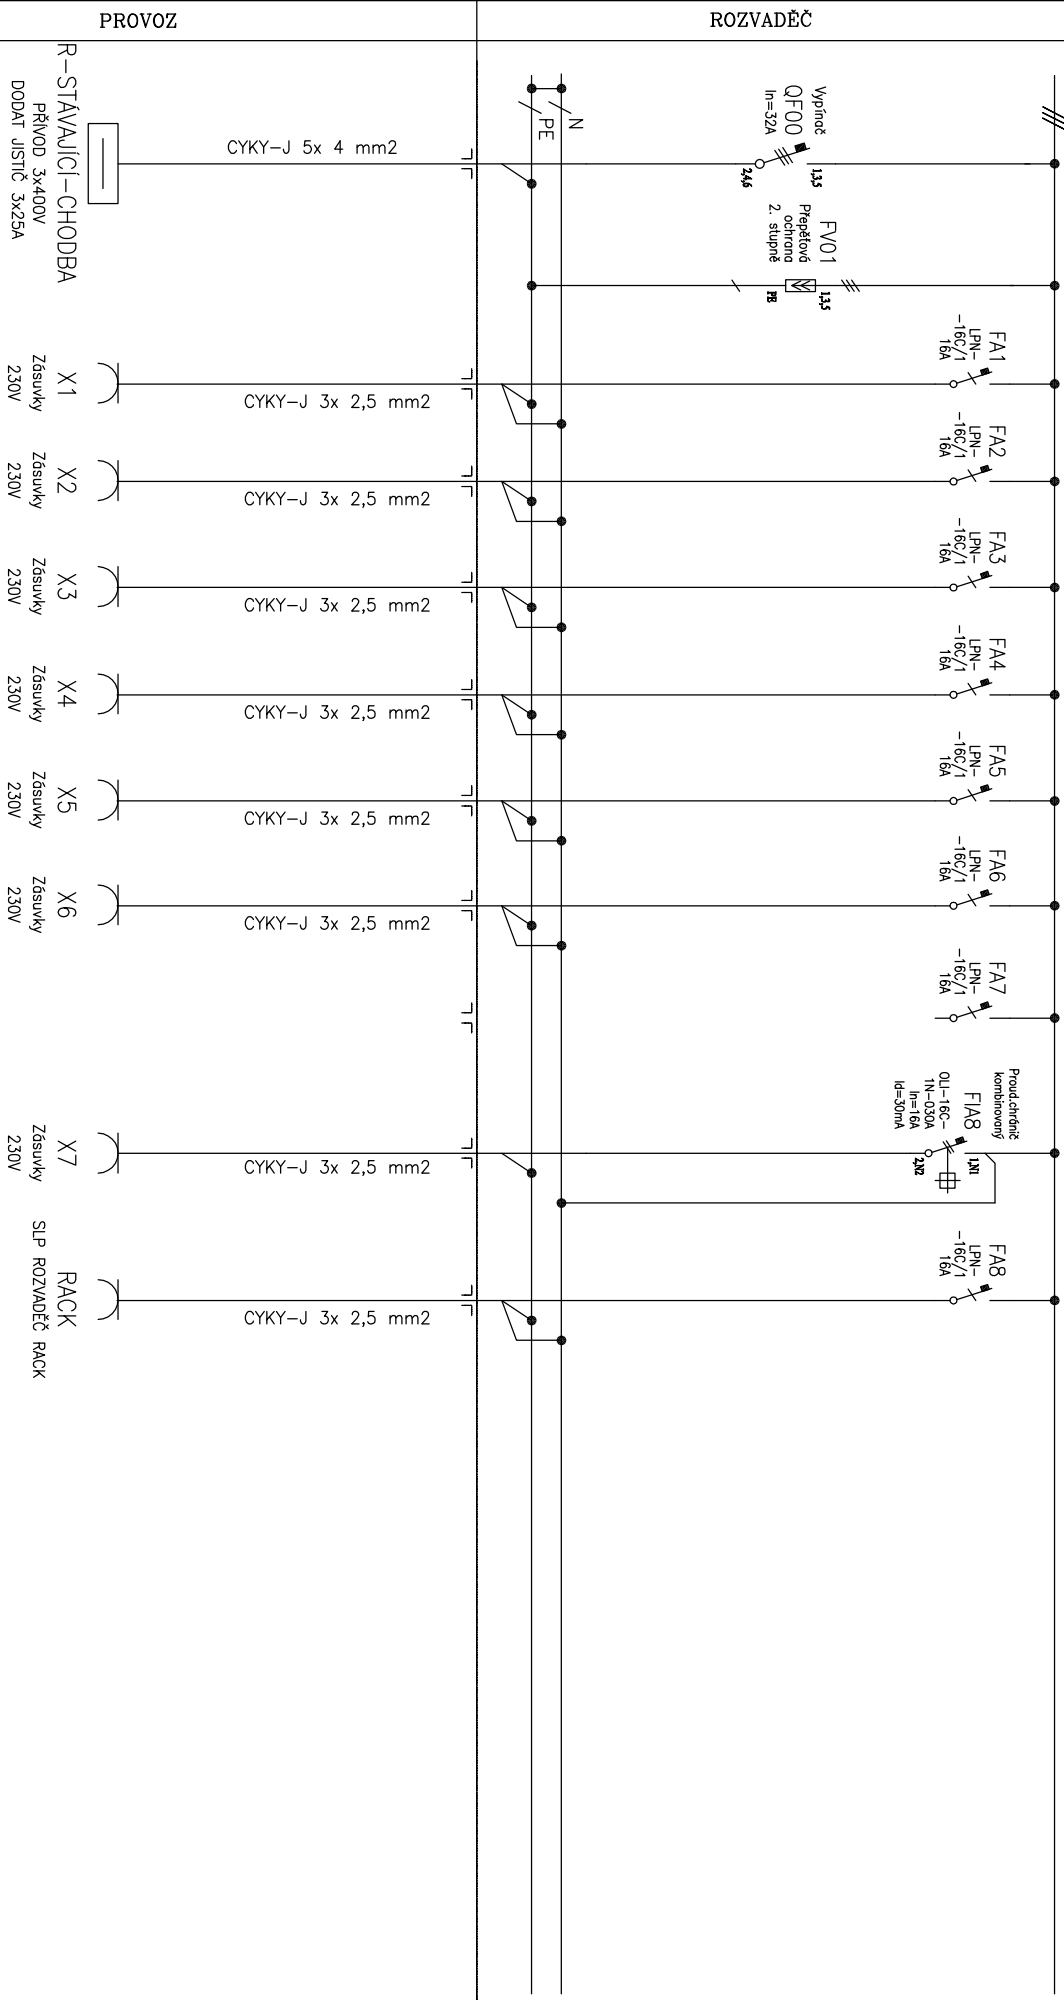 PROVOZ
ROZVADĚČ
R-STÁVAJÍCÍ-CHODBA
PŘÍVOD 3x400V
DODAT JISTIČ 3x25A
CYKY-J 5x 4 mm2
N
PE
Vypínač
QF00
In=32A
1,3,5
2,4,6
FV01
Přepěťová
ochrana
2. stupně
1,3,5
PE
FA1
LPN-
-16C/1
16A
CYKY-J 3x 2,5 mm2
X1
Zásuvky
230V
FA2
LPN-
-16C/1
16A
CYKY-J 3x 2,5 mm2
X2
Zásuvky
230V
FA3
LPN-
-16C/1
16A
CYKY-J 3x 2,5 mm2
X3
Zásuvky
230V
FA4
LPN-
-16C/1
16A
CYKY-J 3x 2,5 mm2
X4
Zásuvky
230V
FA5
LPN-
-16C/1
16A
CYKY-J 3x 2,5 mm2
X5
Zásuvky
230V
FA6
LPN-
-16C/1
16A
CYKY-J 3x 2,5 mm2
X6
Zásuvky
230V
FA7
LPN-
-16C/1
16A
Proud.chránič
kombinovaný
FIA8
OLI-16C-
1N-030A
In=16A
Id=30mA
1,N1
2,N2
CYKY-J 3x 2,5 mm2
X7
Zásuvky
230V
FA8
LPN-
-16C/1
16A
CYKY-J 3x 2,5 mm2
RACK
SLP ROZVADĚČ RACK